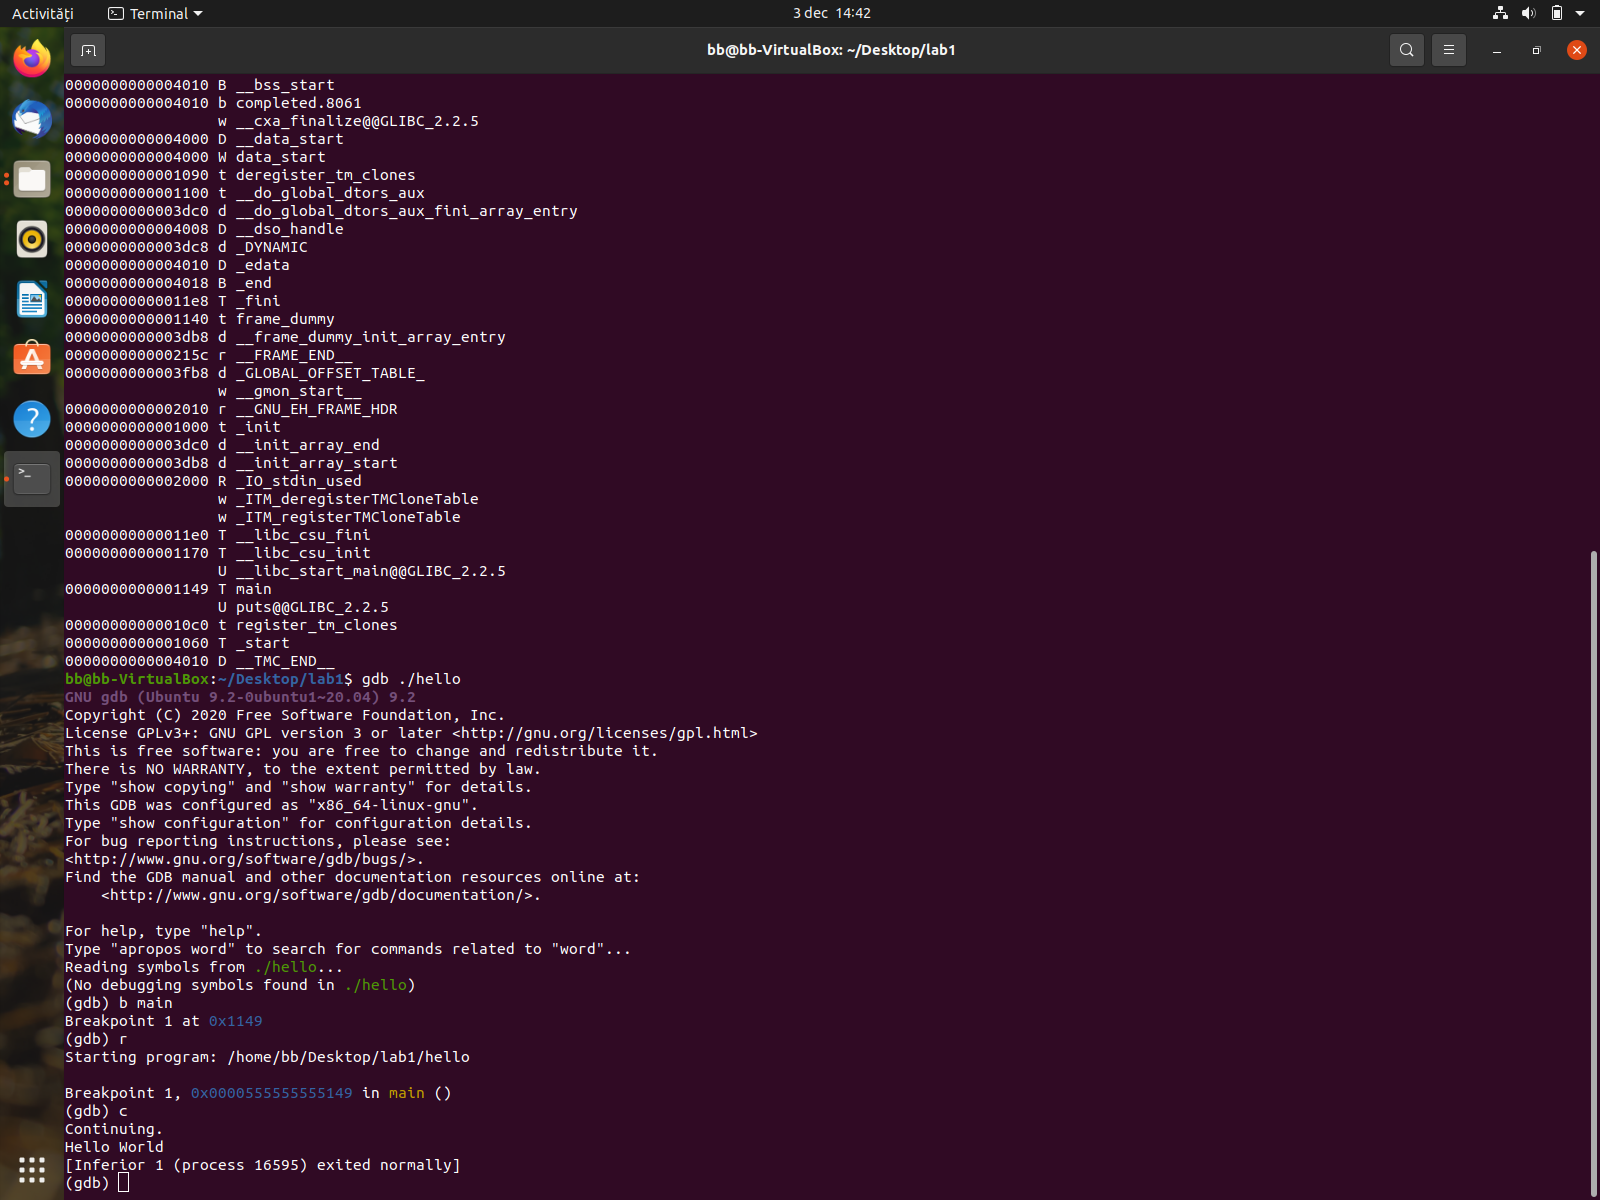 Activități
Terminal
3 dec 14:42
bb@bb-VirtualBox: ~/Desktop/lab1
0000000000004010 B __bss_start
0000000000004010 b completed.8061
w __cxa_finalize@@GLIBC_2.2.5
0000000000004000 D __data_start
0000000000004000 W data_start
0000000000001090 t deregister_tm_clones
0000000000001100 t __do_global_dtors_aux
0000000000003dc0 d __do_global_dtors_aux_fini_array_entry
0000000000004008 D __dso_handle
0000000000003dc8 d _DYNAMIC
0000000000004010 D _edata
0000000000004018 B _end
00000000000011e8 T _fini
0000000000001140 t frame_dummy
0000000000003db8 d __frame_dummy_init_array_entry
000000000000215c r __FRAME_END__
0000000000003fb8 d _GLOBAL_OFFSET_TABLE_
w __gmon_start__
0000000000002010 r __GNU_EH_FRAME_HDR
0000000000001000 t _init
0000000000003dc0 d __init_array_end
0000000000003db8 d __init_array_start
0000000000002000 R _IO_stdin_used
w _ITM_deregisterTMCloneTable
w _ITM_registerTMCloneTable
00000000000011e0 T __libc_csu_fini
0000000000001170 T __libc_csu_init
U __libc_start_main@@GLIBC_2.2.5
0000000000001149 T main
U puts@@GLIBC_2.2.5
00000000000010c0 t register_tm_clones
0000000000001060 T _start
0000000000004010 D __TMC_END__
bb@bb-VirtualBox:~/Desktop/lab1$ gdb ./hello
GNU gdb (Ubuntu 9.2-0ubuntu1~20.04) 9.2
Copyright (C) 2020 Free Software Foundation, Inc.
License GPLv3+: GNU GPL version 3 or later <http://gnu.org/licenses/gpl.html>
This is free software: you are free to change and redistribute it.
There is NO WARRANTY, to the extent permitted by law.
Type "show copying" and "show warranty" for details.
This GDB was configured as "x86_64-linux-gnu".
Type "show configuration" for configuration details.
For bug reporting instructions, please see:
<http://www.gnu.org/software/gdb/bugs/>.
Find the GDB manual and other documentation resources online at:
<http://www.gnu.org/software/gdb/documentation/>.
For help, type "help".
Type "apropos word" to search for commands related to "word"...
Reading symbols from ./hello...
(No debugging symbols found in ./hello)
(gdb) b main
Breakpoint 1 at 0x1149
(gdb) r
Starting program: /home/bb/Desktop/lab1/hello
Breakpoint 1, 0x0000555555555149 in main ()
(gdb) c
Continuing.
Hello World
[Inferior 1 (process 16595) exited normally]
(gdb)